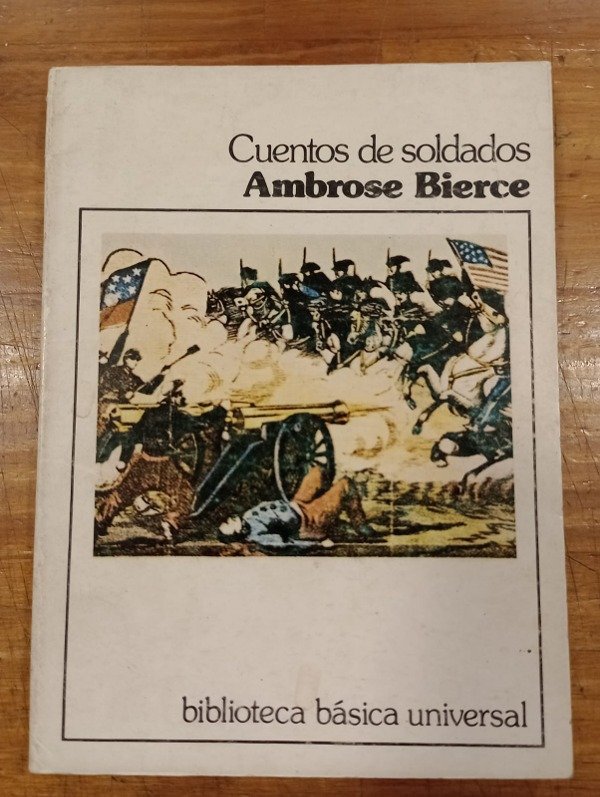 Cuentos de soldados
Ambrose Bierce
biblioteca básica universal